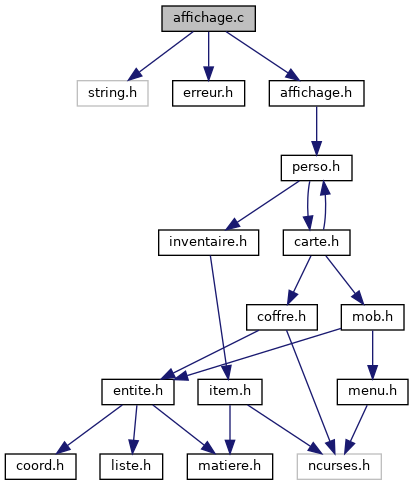 affichage.c
string.h
erreur.h
affichage.h
perso.h
inventaire.h
carte.h
coffre.h
mob.h
entite.h
item.h
menu.h
coord.h
liste.h
matiere.h
ncurses.h